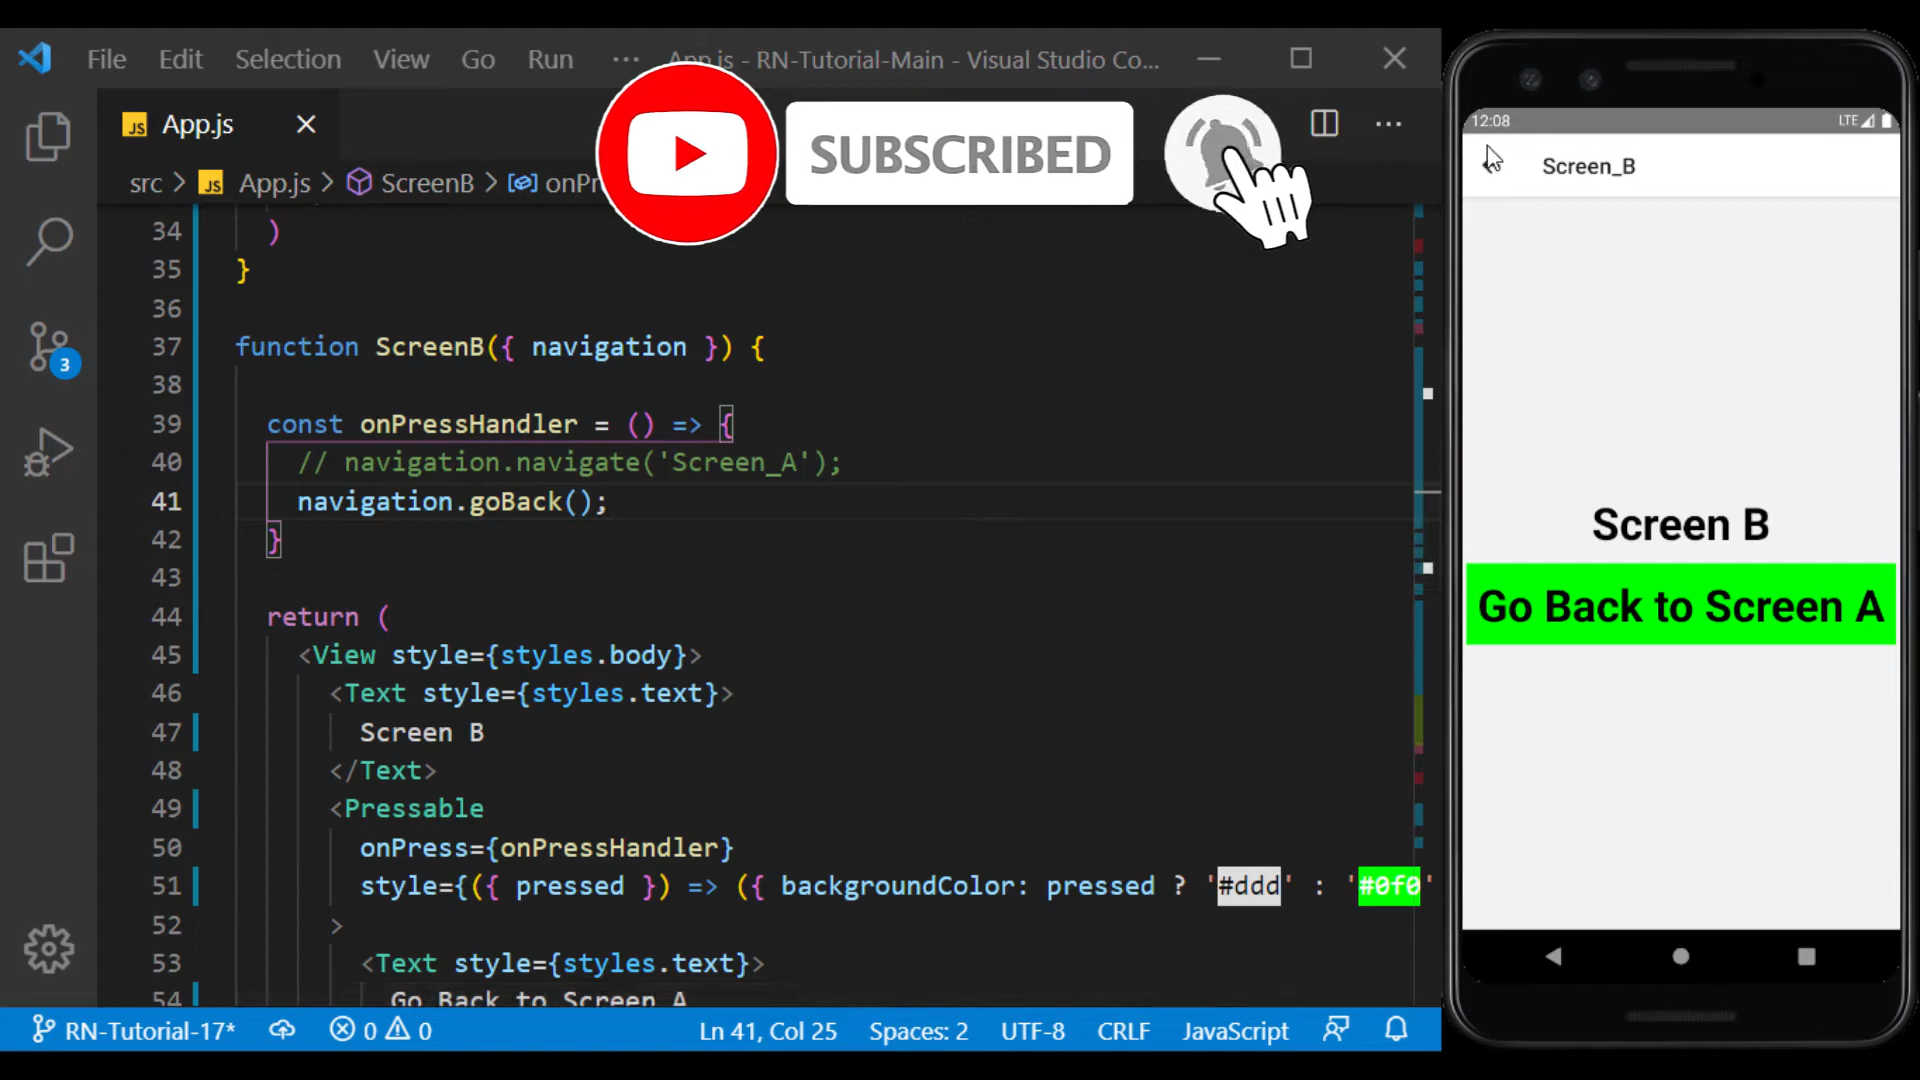 File Edit Selection View Go Run ··· App.js - RN-Tutorial-Main - Visual Studio Co...
JS App.js
SUBSCRIBED
src > JS App.js > ScreenB > onPr
34 )
35 }
36
37 function ScreenB({ navigation }) {
38
39 const onPressHandler = () => {
40 // navigation.navigate('Screen_A');
41 navigation.goBack();
42 }
43
44 return (
45 <View style={styles.body}>
46 <Text style={styles.text}>
47 Screen B
48 </Text>
49 <Pressable
50 onPress={onPressHandler}
51 style={({ pressed }) => ({ backgroundColor: pressed ? '#ddd' : '#0f0'
52 >
53 <Text style={styles.text}>
54 Go Back to Screen A
3
RN-Tutorial-17* 0 0 Ln 41, Col 25 Spaces: 2 UTF-8 CRLF JavaScript
12:08 LTE
Screen_B
Screen B
Go Back to Screen A